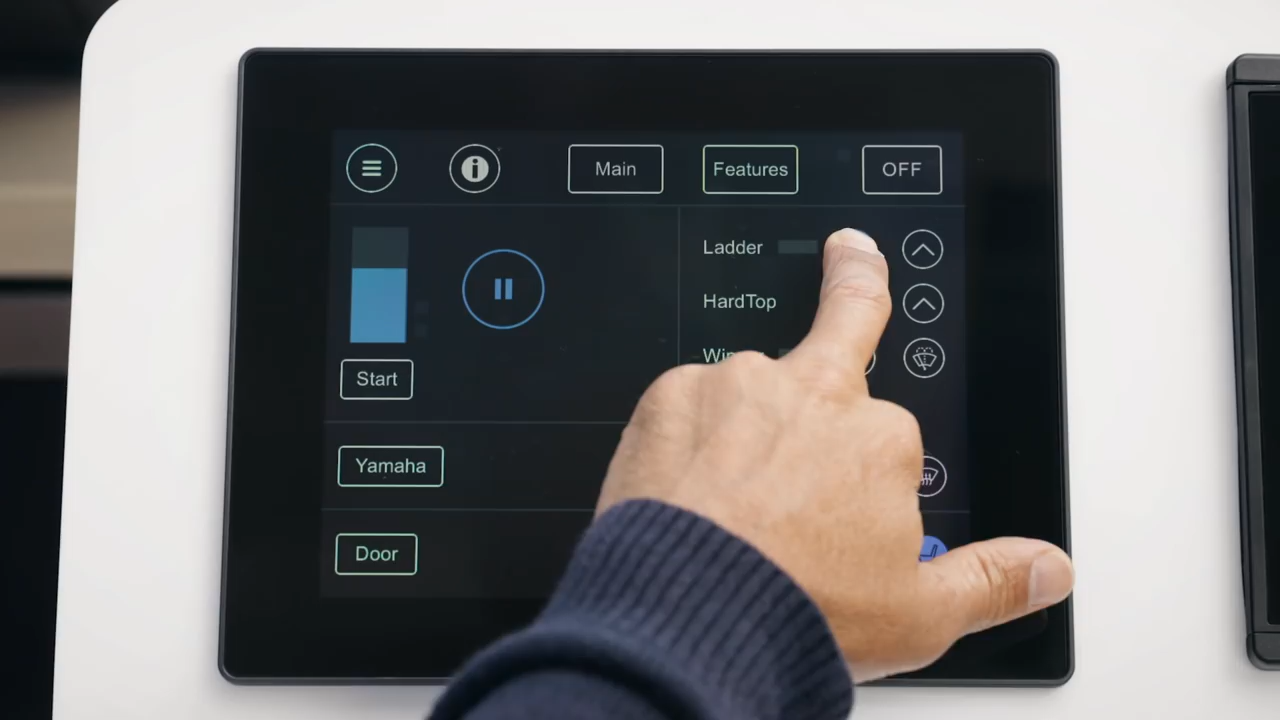 Main
Features
OFF
Ladder
HardTop
Start
Yamaha
Door